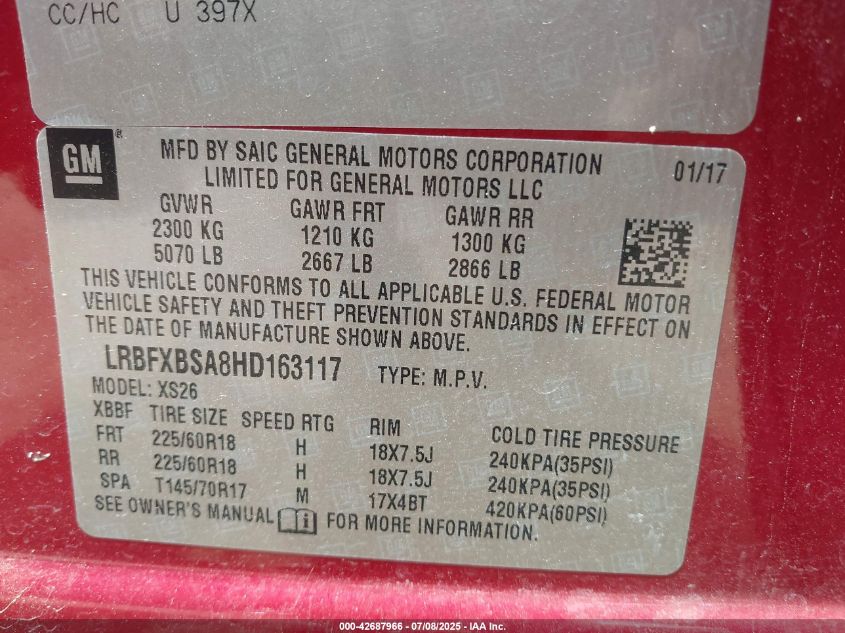 CC/HC U 397X
GM ®
MFD BY SAIC GENERAL MOTORS CORPORATION
LIMITED FOR GENERAL MOTORS LLC
01/17
GVWR GAWR FRT GAWR RR
2300 KG 1210 KG 1300 KG
5070 LB 2667 LB 2866 LB
THIS VEHICLE CONFORMS TO ALL APPLICABLE U.S. FEDERAL MOTOR
VEHICLE SAFETY AND THEFT PREVENTION STANDARDS IN EFFECT ON
THE DATE OF MANUFACTURE SHOWN ABOVE.
LRBFXBSA8HD163117 TYPE: M.P.V.
MODEL: XS26
XBBF TIRE SIZE SPEED RTG RIM COLD TIRE PRESSURE
FRT 225/60R18 H 18X7.5J 240KPA(35PSI)
RR 225/60R18 H 18X7.5J 240KPA(35PSI)
SPA T145/70R17 M 17X4BT 420KPA(60PSI)
SEE OWNER'S MANUAL i FOR MORE INFORMATION.
000-42687966 - 07/08/2025 - IAA Inc.